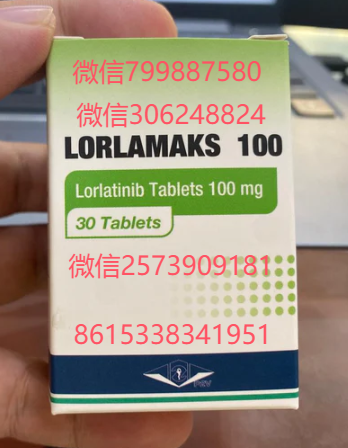 微信799887580
微信306248824
LORLAMAKS 100
Lorlatinib Tablets 100 mg
30 Tablets
微信2573909181
8615338341951